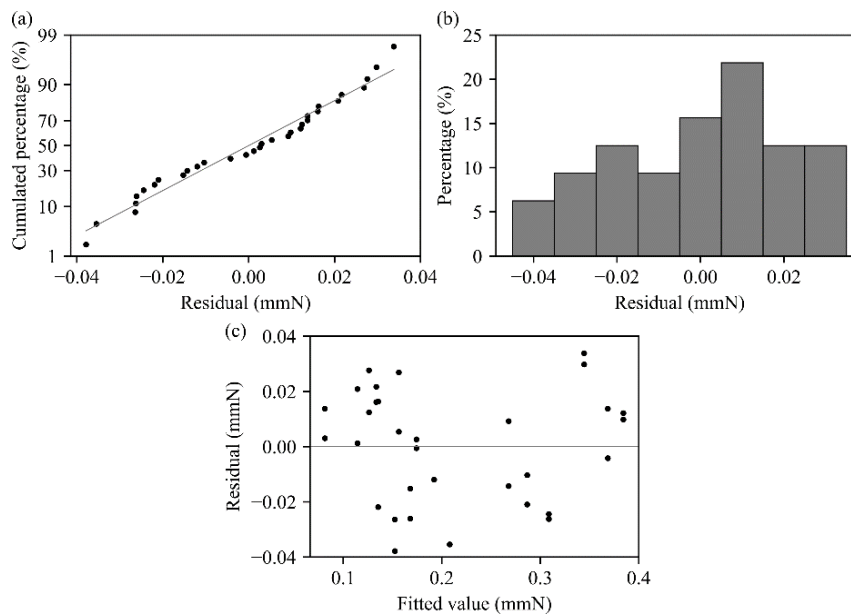 (a)
99
90
70
50
30
10
1
Cumulated percentage (%)
−0.04 −0.02 0.00 0.02 0.04
Residual (mmN)
(b)
25
20
15
10
5
0
Percentage (%)
−0.04 −0.02 0.00 0.02
Residual (mmN)
(c)
0.04
0.02
0.00
−0.02
−0.04
Residual (mmN)
0.1 0.2 0.3 0.4
Fitted value (mmN)